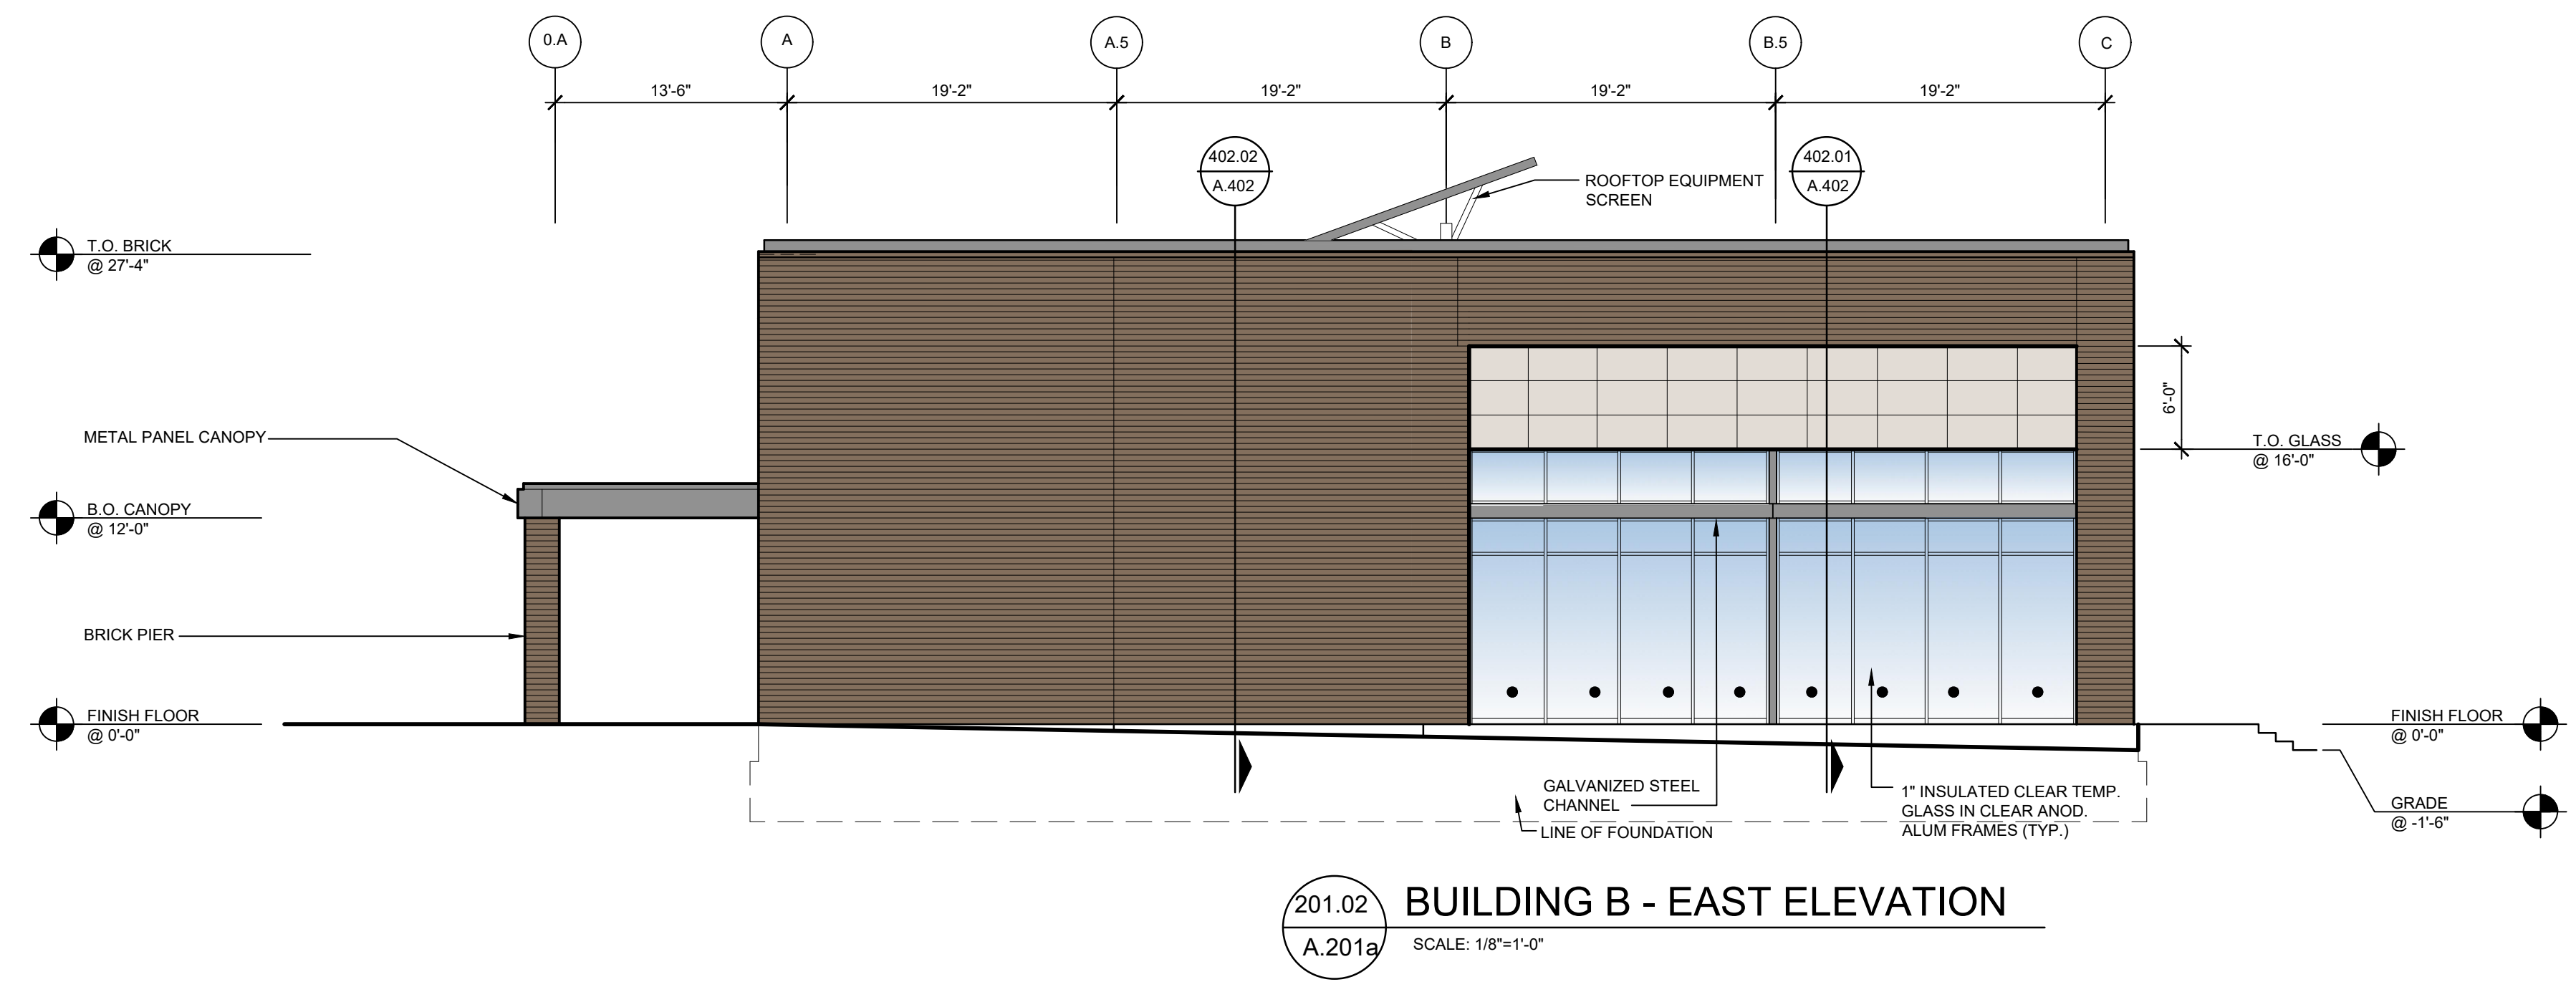 0.A
A
A.5
B
B.5
C
13'-6"
19'-2"
19'-2"
19'-2"
19'-2"
402.02
A.402
402.01
A.402
ROOFTOP EQUIPMENT
SCREEN
T.O. BRICK
@ 27'-4"
6'-0"
METAL PANEL CANOPY
T.O. GLASS
@ 16'-0"
B.O. CANOPY
@ 12'-0"
BRICK PIER
FINISH FLOOR
@ 0'-0"
FINISH FLOOR
@ 0'-0"
GALVANIZED STEEL
CHANNEL
LINE OF FOUNDATION
1" INSULATED CLEAR TEMP.
GLASS IN CLEAR ANOD.
ALUM FRAMES (TYP.)
GRADE
@ -1'-6"
201.02
A.201a
BUILDING B - EAST ELEVATION
SCALE: 1/8"=1'-0"